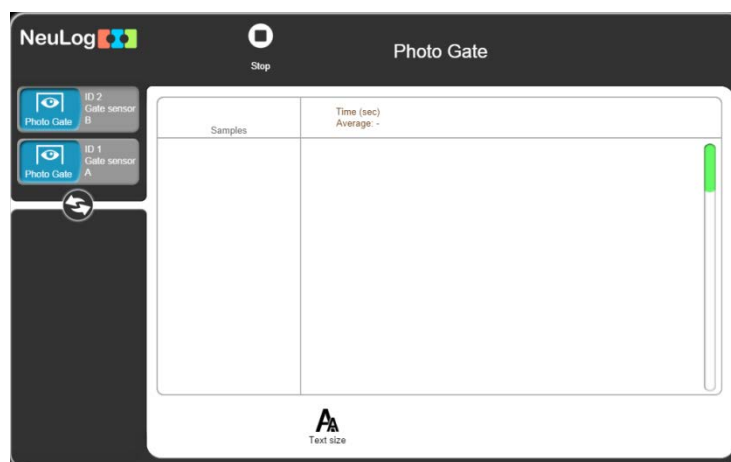 NeuLog
Stop
Photo Gate
Photo Gate
ID 2
Gate sensor
B
Photo Gate
ID 1
Gate sensor
A
Samples
Time (sec)
Average: -
Text size